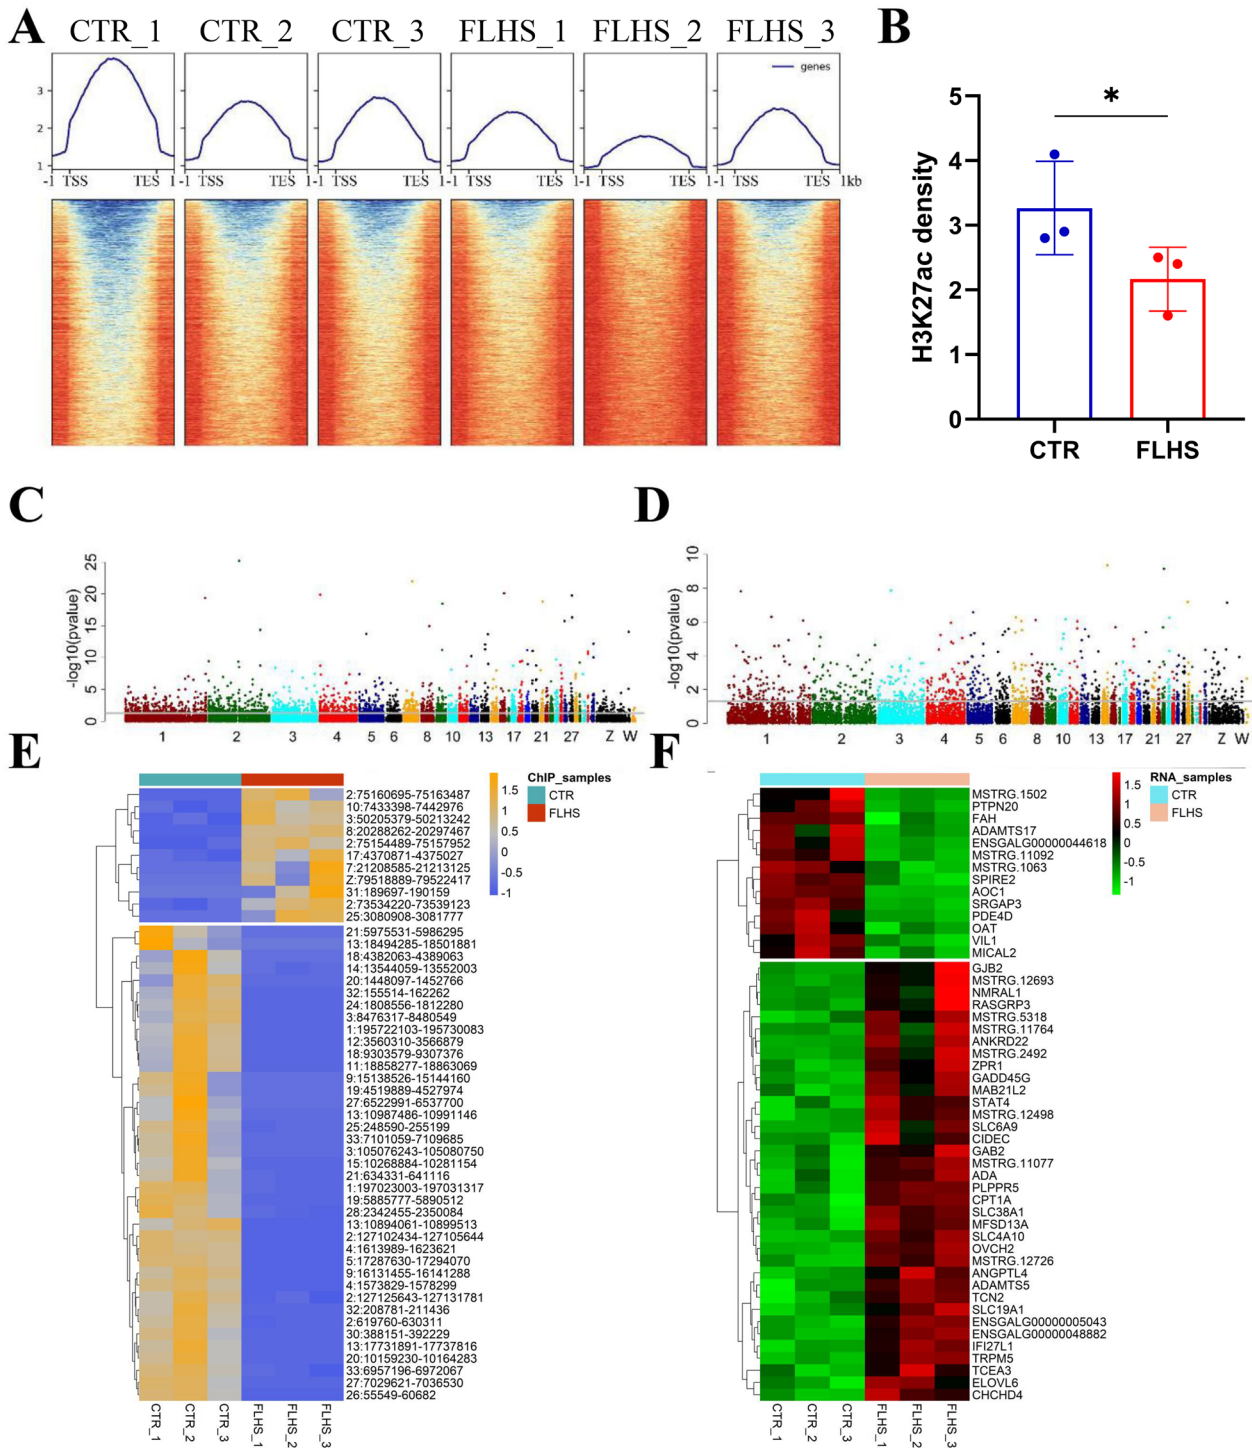 A
CTR_1 CTR_2 CTR_3 FLHS_1 FLHS_2 FLHS_3
genes
3
2
1
-1 TSS TES 1-1 TSS TES 1-1 TSS TES 1-1 TSS TES 1-1 TSS TES 1-1 TSS TES 1kb
B
H3K27ac density
5
4
3
2
1
0
*
CTR FLHS
C
-log10(pvalue)
25
20
15
10
5
0
1 2 3 4 5 6 8 10 13 17 21 27 Z W
D
-log10(pvalue)
10
8
6
4
2
0
1 2 3 4 5 6 8 10 13 17 21 27 Z W
E
1.5
1
0.5
0
-0.5
-1
ChIP_samples
CTR
FLHS
2:75160695-75163487
10:7433398-7442976
3:50205379-50213242
8:20288262-20297467
2:75154489-75157952
17:4370871-4375027
7:21208585-21213125
Z:79518889-79522417
31:189697-190159
2:73534220-73539123
25:3080908-3081777
21:5975531-5986295
13:18494285-18501881
18:4382063-4389063
14:13544059-13552003
20:1448097-1452766
32:155514-162262
24:1808556-1812280
3:8476317-8480549
1:195722103-195730083
12:3560310-3566879
18:9303579-9307376
11:18858277-18863069
9:15138526-15144160
19:4519889-4527974
27:6522991-6537700
13:10987486-10991146
25:248590-255199
33:7101059-7109685
3:105076243-105080750
15:10268884-10281154
21:634331-641116
1:197023003-197031317
19:5885777-5890512
28:2342455-2350084
13:10894061-10899513
2:127102434-127105644
4:1613989-1623621
5:17287630-17294070
9:16131455-16141288
4:1573829-1578299
2:127125643-127131781
32:208781-211436
2:619760-630311
30:388151-392229
13:17731891-17737816
20:10159230-10164283
33:6957196-6972067
27:7029621-7036530
26:55549-60682
CTR_1 CTR_2 CTR_3 FLHS_1 FLHS_2 FLHS_3
F
1.5
1
0.5
0
-0.5
-1
RNA_samples
CTR
FLHS
MSTRG.1502
PTPN20
FAH
ADAMTS17
ENSGALG00000044618
MSTRG.11092
MSTRG.1063
SPIRE2
AOC1
SRGAP3
PDE4D
OAT
VIL1
MICAL2
GJB2
MSTRG.12693
NMRAL1
RASGRP3
MSTRG.5318
MSTRG.11764
ANKRD22
MSTRG.2492
ZPR1
GADD45G
MAB21L2
STAT4
MSTRG.12498
SLC6A9
CIDEC
GAB2
MSTRG.11077
ADA
PLPPR5
CPT1A
SLC38A1
MFSD13A
SLC4A10
OVCH2
MSTRG.12726
ANGPTL4
ADAMTS5
TCN2
SLC19A1
ENSGALG00000005043
ENSGALG00000048882
IFI27L1
TRPM5
TCEA3
ELOVL6
CHCHD4
CTR_1 CTR_2 CTR_3 FLHS_1 FLHS_2 FLHS_3